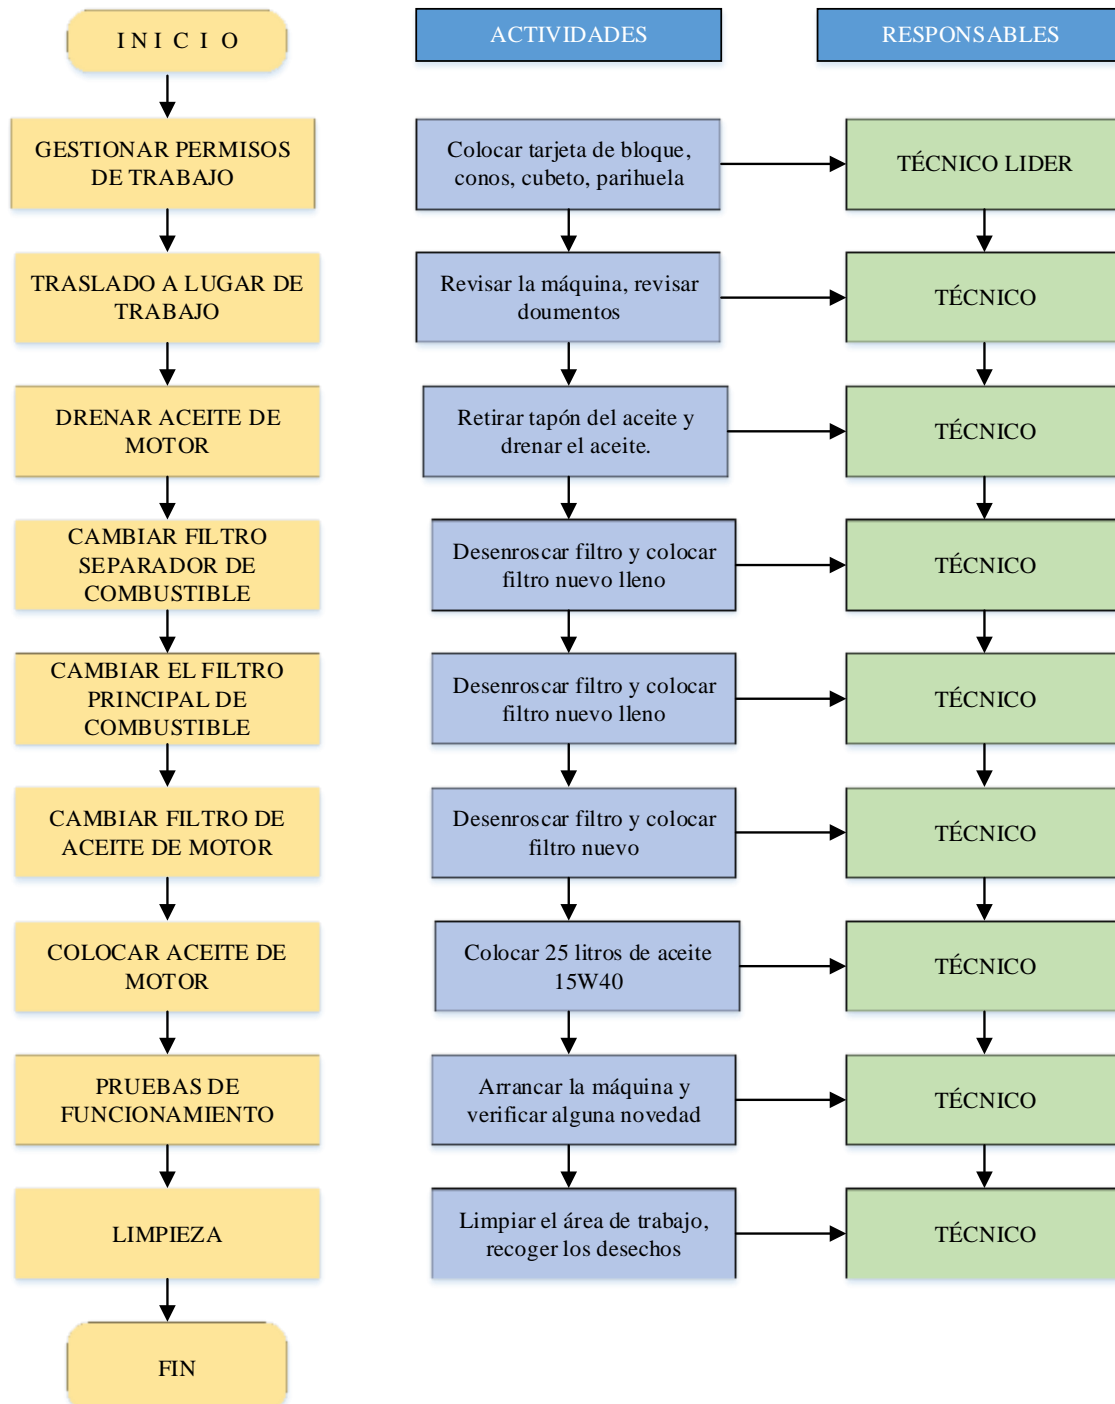 I N I C I O
ACTIVIDADES
RESPONSABLES
GESTIONAR PERMISOS
DE TRABAJO
Colocar tarjeta de bloque,
conos, cubeto, parihuela
TÉCNICO LIDER
TRASLADO A LUGAR DE
TRABAJO
Revisar la máquina, revisar
doumentos
TÉCNICO
DRENAR ACEITE DE
MOTOR
Retirar tapón del aceite y
drenar el aceite.
TÉCNICO
CAMBIAR FILTRO
SEPARADOR DE
COMBUSTIBLE
Desenroscar filtro y colocar
filtro nuevo lleno
TÉCNICO
CAMBIAR EL FILTRO
PRINCIPAL DE
COMBUSTIBLE
Desenroscar filtro y colocar
filtro nuevo lleno
TÉCNICO
CAMBIAR FILTRO DE
ACEITE DE MOTOR
Desenroscar filtro y colocar
filtro nuevo
TÉCNICO
COLOCAR ACEITE DE
MOTOR
Colocar 25 litros de aceite
15W40
TÉCNICO
PRUEBAS DE
FUNCIONAMIENTO
Arrancar la máquina y
verificar alguna novedad
TÉCNICO
LIMPIEZA
Limpiar el área de trabajo,
recoger los desechos
TÉCNICO
FIN